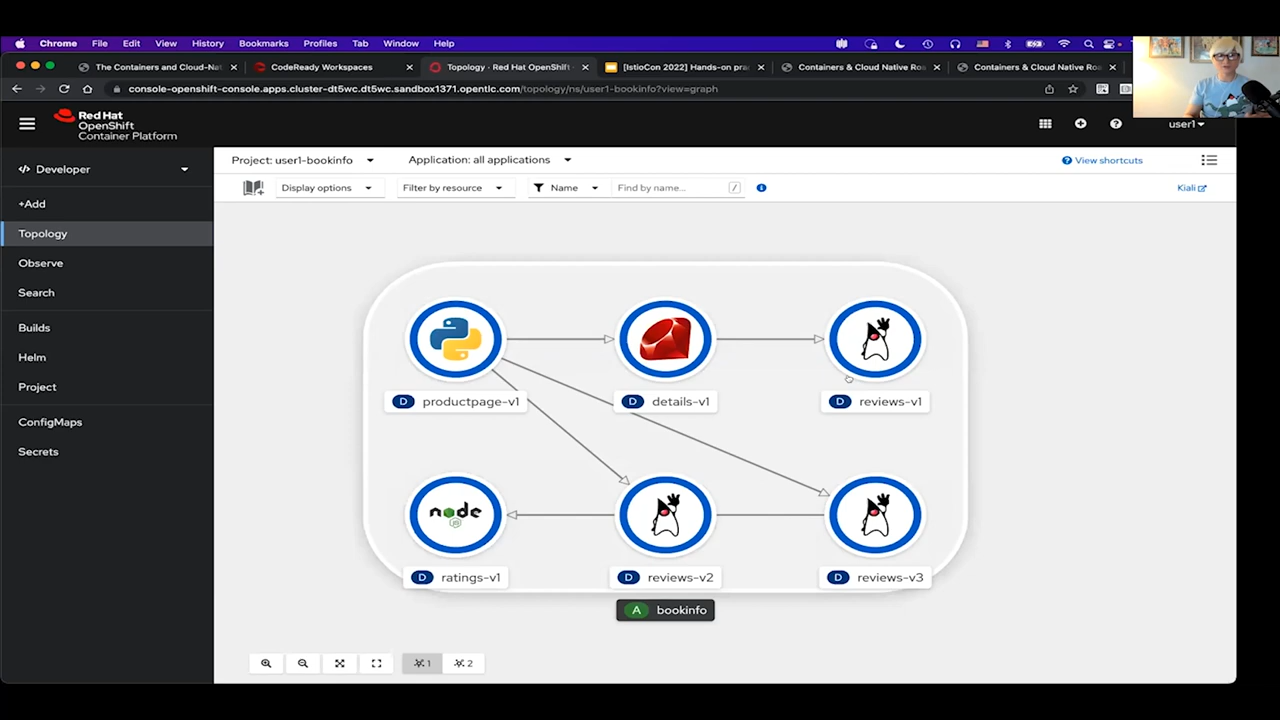 Chrome File Edit View History Bookmarks Profiles Tab Window Help
The Containers and Cloud-Nat CodeReady Workspaces Topology · Red Hat OpenShift [IstioCon 2022] Hands-on prac Containers & Cloud Native Roa Containers & Cloud Native Roa
console-openshift-console.apps.cluster-dt5wc.dt5wc.sandbox1371.opentlc.com/topology/ns/user1-bookinfo?view=graph
Red Hat
OpenShift
Container Platform
user1
Developer
+Add
Topology
Observe
Search
Builds
Helm
Project
ConfigMaps
Secrets
Project: user1-bookinfo Application: all applications View shortcuts
Display options Filter by resource Name Find by name... / Kiali
D productpage-v1 D details-v1 D reviews-v1
node
JS
D ratings-v1 D reviews-v2 D reviews-v3
A bookinfo
1 2